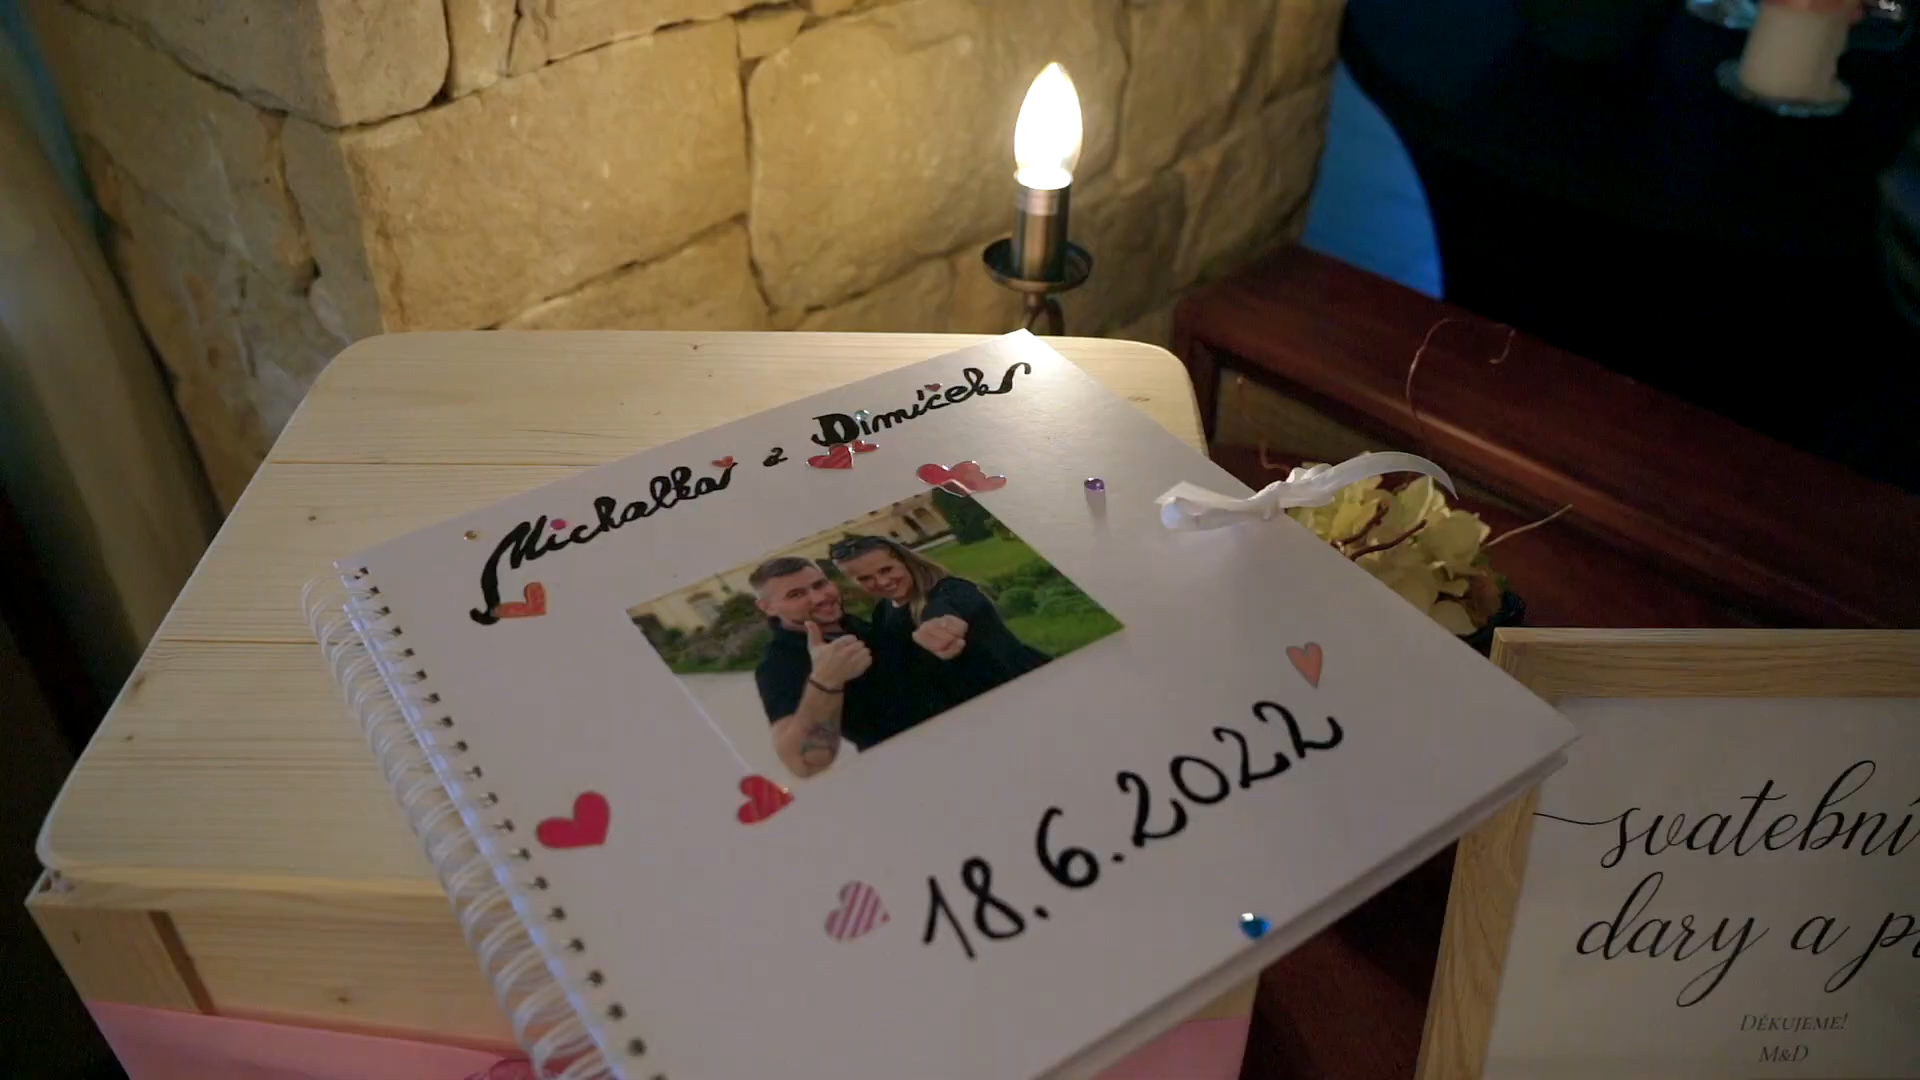 Michalka a Dimíček
18.6.2022
svatební
dary a
DĚKUJEME!
M&D